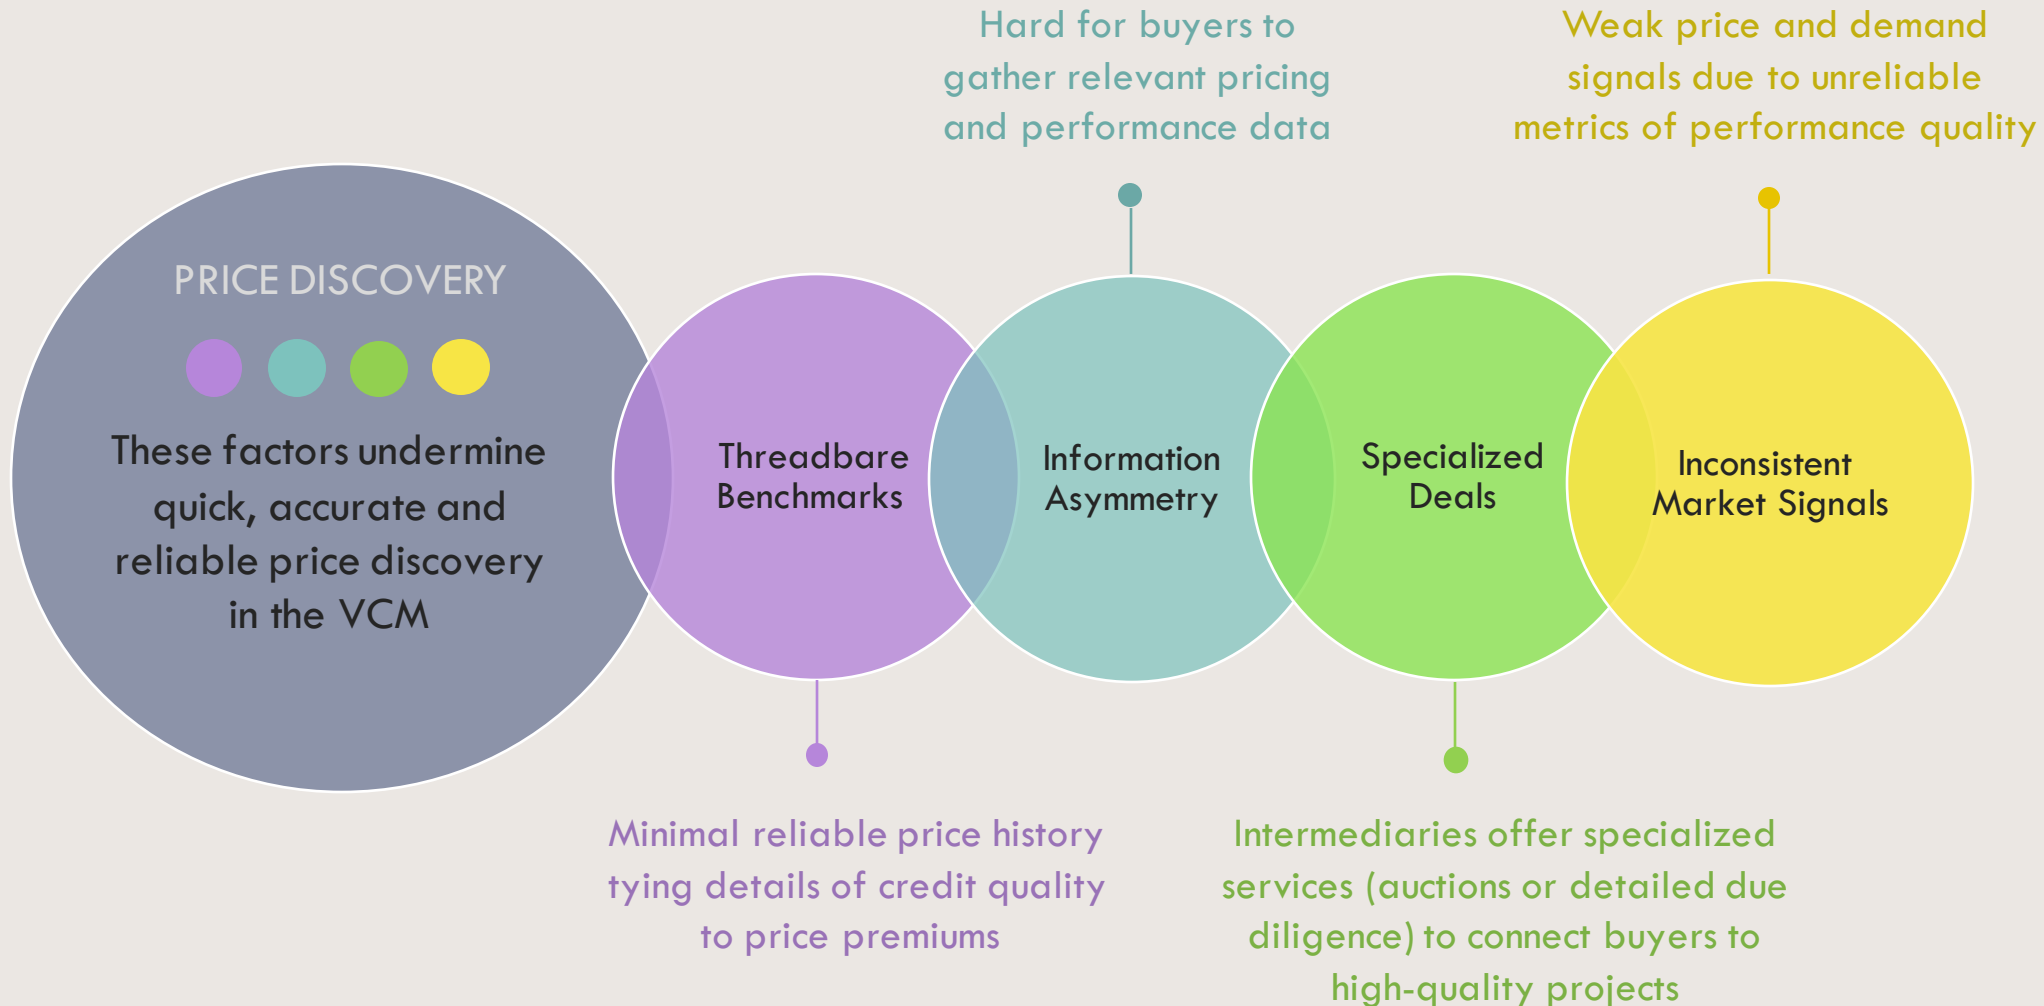 Hard for buyers to
gather relevant pricing
and performance data
Weak price and demand
signals due to unreliable
metrics of performance quality
PRICE DISCOVERY
These factors undermine
quick, accurate and
reliable price discovery
in the VCM
Threadbare
Benchmarks
Information
Asymmetry
Specialized
Deals
Inconsistent
Market Signals
Minimal reliable price history
tying details of credit quality
to price premiums
Intermediaries offer specialized
services (auctions or detailed due
diligence) to connect buyers to
high-quality projects